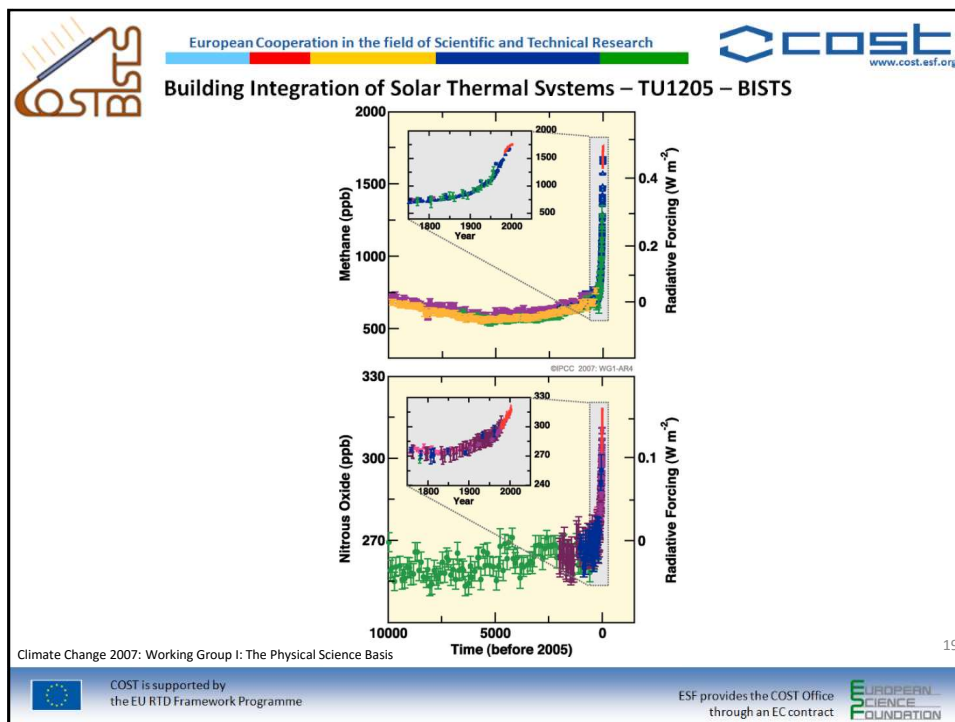 European Cooperation in the field of Scientific and Technical Research
COST BISTS
cost
www.cost.esf.org
Building Integration of Solar Thermal Systems – TU1205 – BISTS
2000
1500
1000
500
Methane (ppb)
2000
1500
1000
500
1800 1900 2000
Year
0.4
0.2
0
Radiative Forcing (W m-2)
©IPCC 2007: WG1-AR4
330
300
270
Nitrous Oxide (ppb)
330
300
270
240
1800 1900 2000
Year
0.1
0
Radiative Forcing (W m-2)
10000 5000 0
Time (before 2005)
19
Climate Change 2007: Working Group I: The Physical Science Basis
COST is supported by
the EU RTD Framework Programme
ESF provides the COST Office
through an EC contract
EUROPEAN
SCIENCE
FOUNDATION